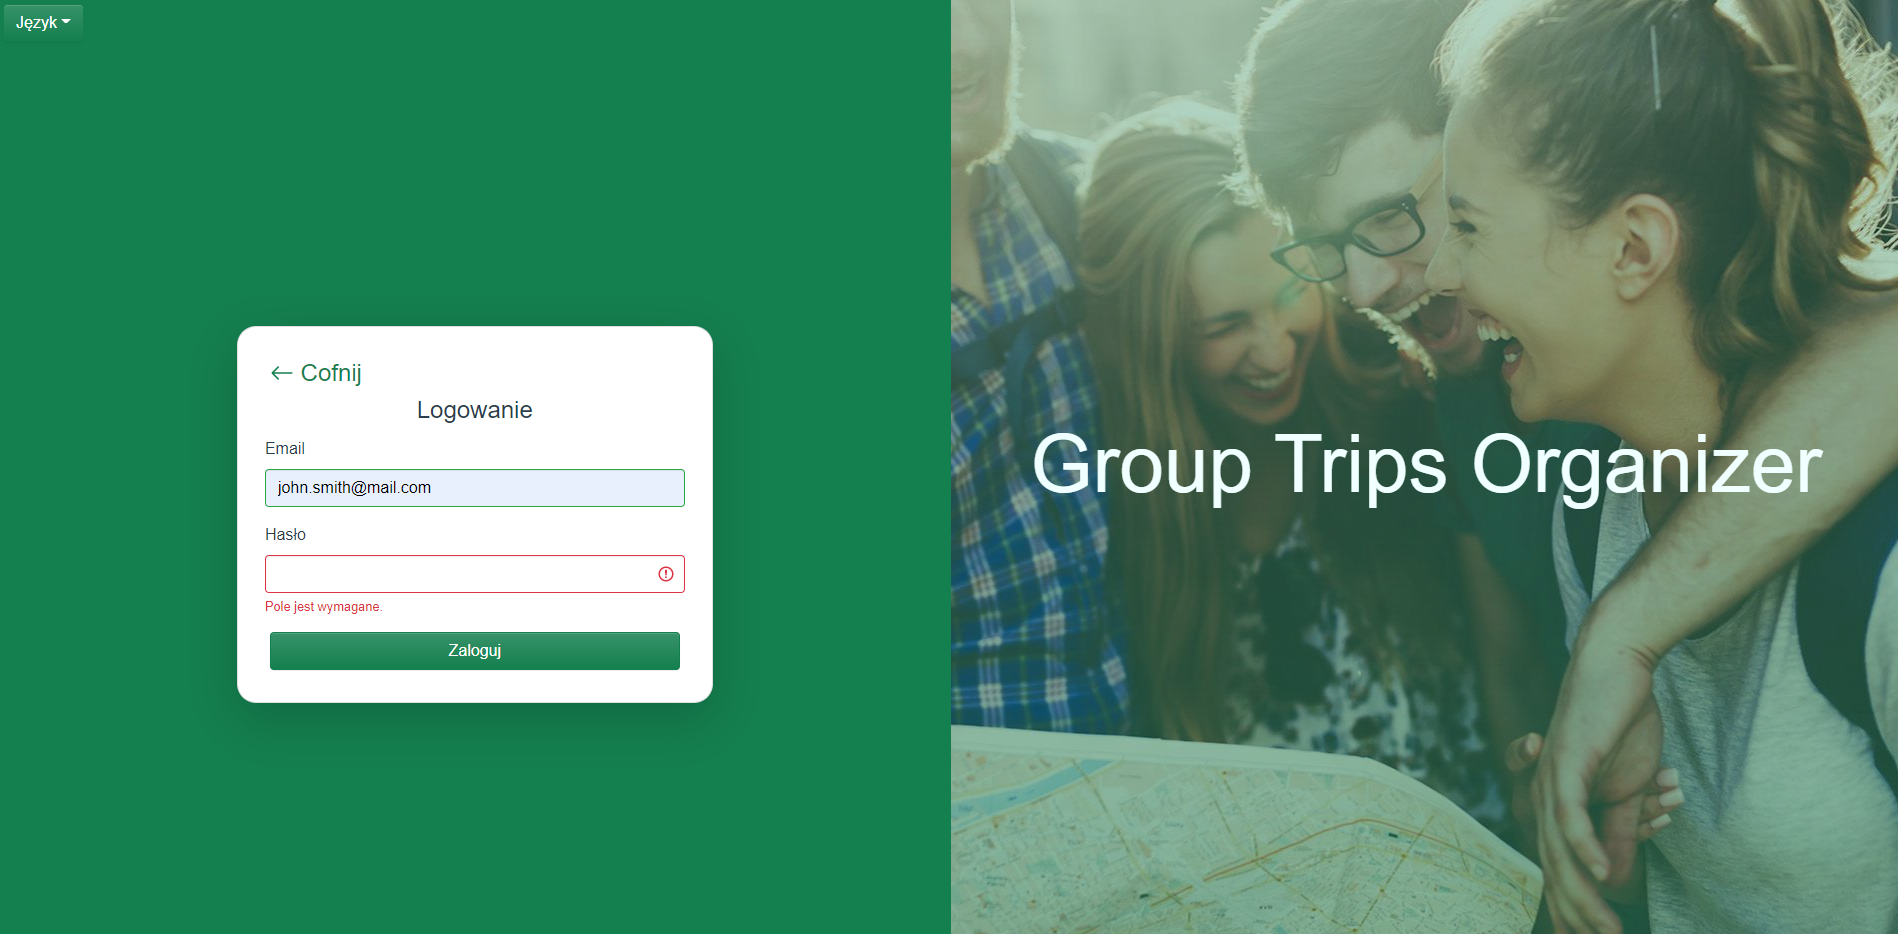 Język
Cofnij
Logowanie
Email
john.smith@mail.com
Hasło
Pole jest wymagane.
Zaloguj
Group Trips Organizer